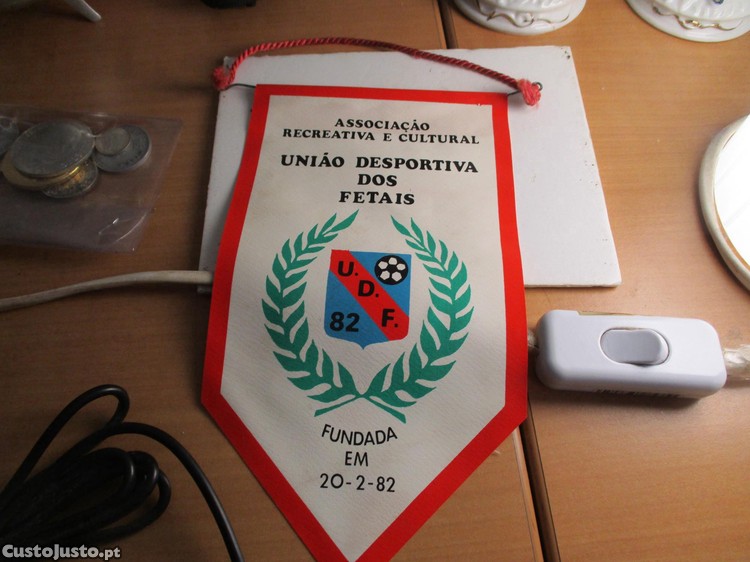 ASSOCIAÇÃO
RECREATIVA E CULTURAL
UNIÃO DESPORTIVA
DOS
FETAIS
U.
D.
82 F.
FUNDADA
EM
20-2-82
CustoJusto.pt